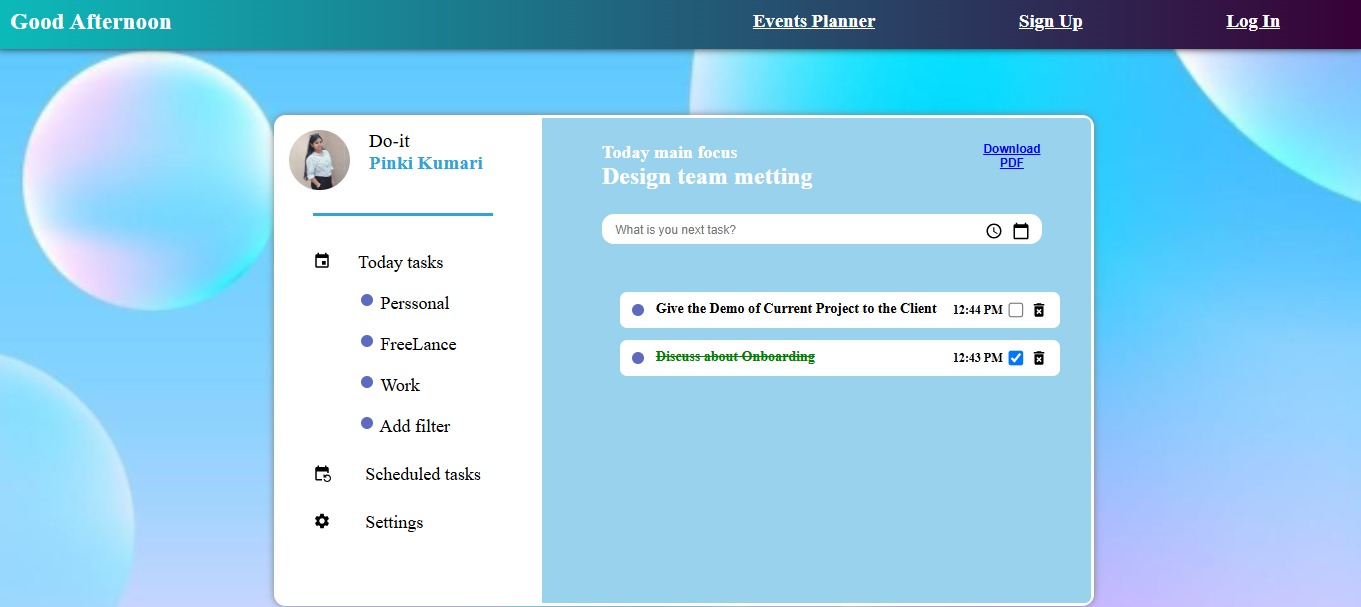 Good Afternoon
Events Planner
Sign Up
Log In
Do-it
Pinki Kumari
Today tasks
Perssonal
FreeLance
Work
Add filter
Scheduled tasks
Settings
Today main focus
Design team metting
Download
PDF
What is you next task?
Give the Demo of Current Project to the Client 12:44 PM
Discuss about Onboarding 12:43 PM